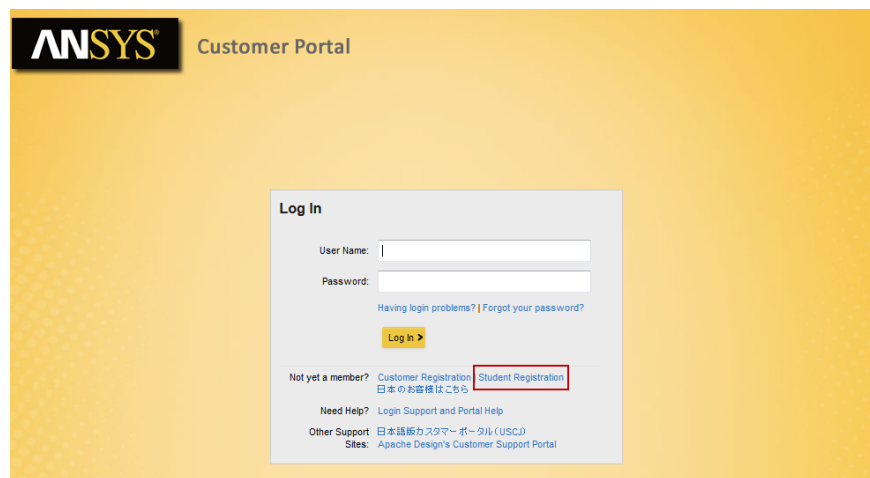 ANSYS®
Customer Portal
Log In
User Name:
Password:
Having login problems? | Forgot your password?
Log In >
Not yet a member? Customer Registration | Student Registration
日本のお客様はこちら
Need Help? Login Support and Portal Help
Other Support Sites: 日本語版カスタマーポータル(USCJ)
Apache Design's Customer Support Portal